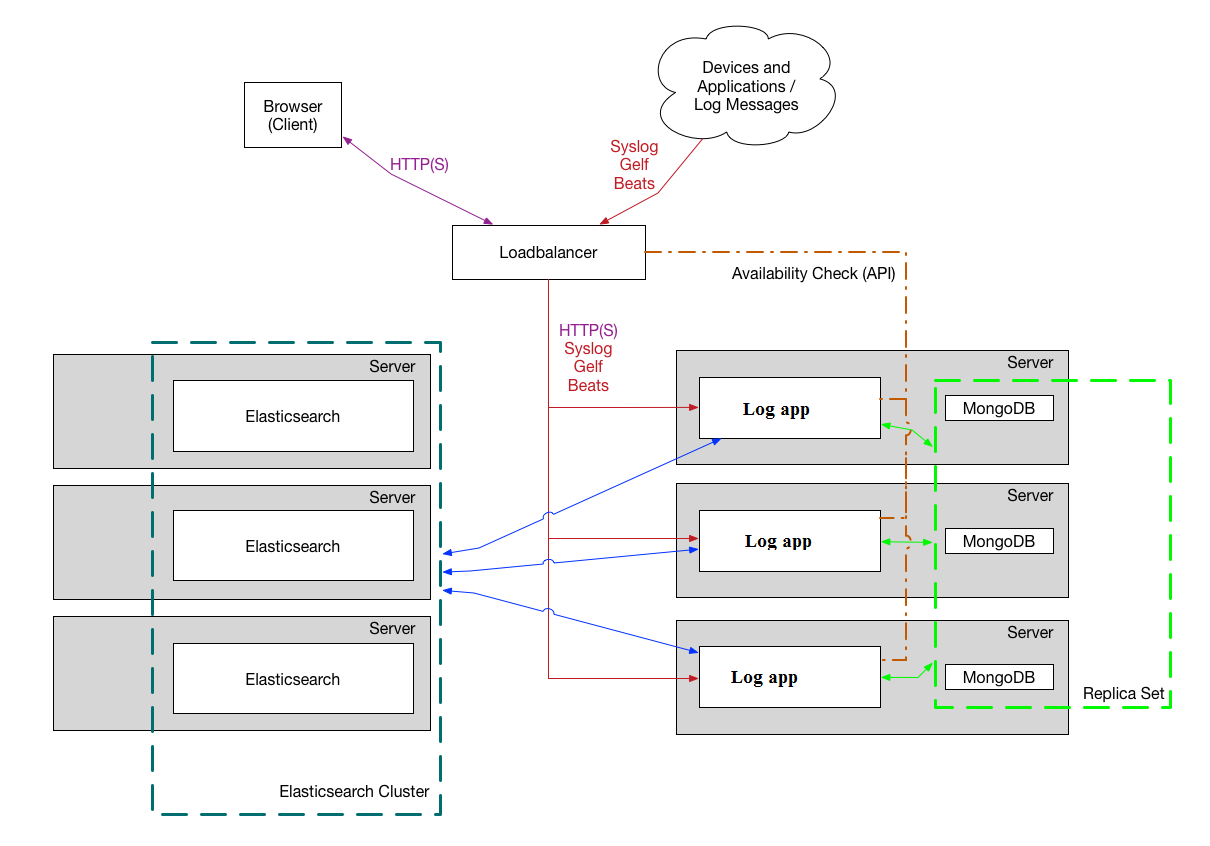 Devices and
Applications /
Log Messages
Browser
(Client)
HTTP(S)
Syslog
Gelf
Beats
Loadbalancer
Availability Check (API)
HTTP(S)
Syslog
Gelf
Beats
Server
Elasticsearch
Server
Elasticsearch
Server
Elasticsearch
Elasticsearch Cluster
Server
Log app
MongoDB
Server
Log app
MongoDB
Server
Log app
MongoDB
Replica Set